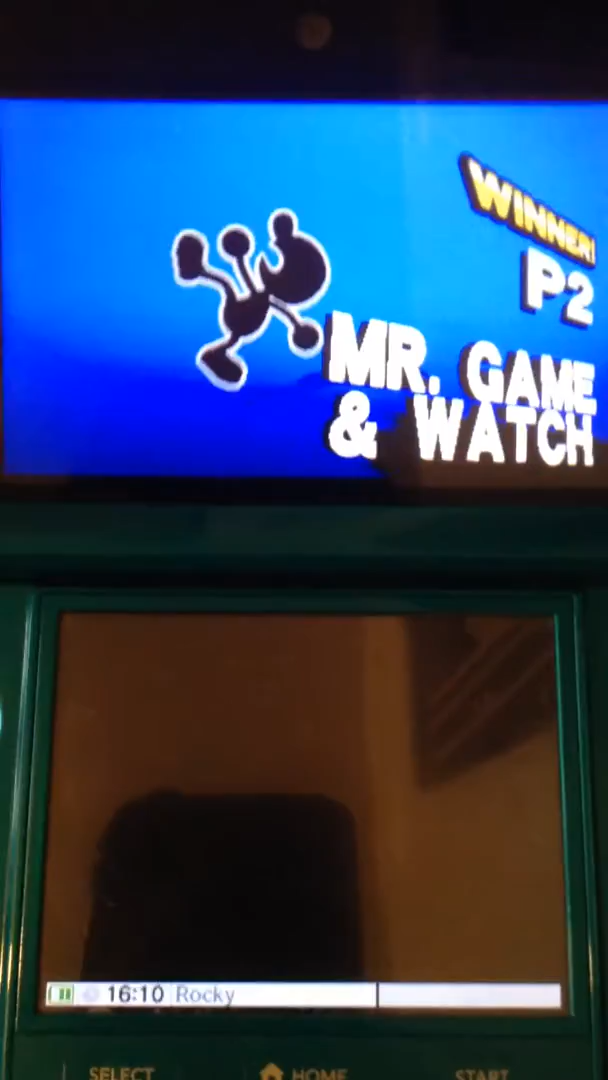 WINNER!
P2
MR. GAME
& WATCH
16:10 Rocky
SELECT HOME START